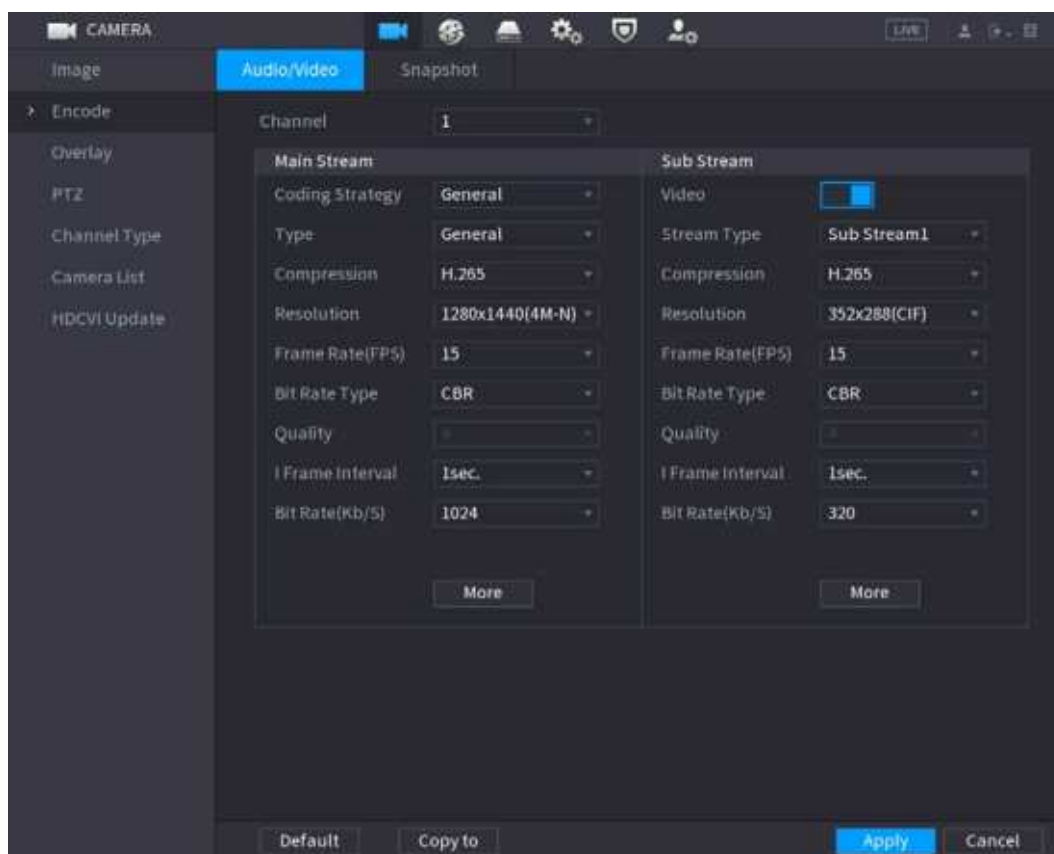 CAMERA
LIVE
Image
Audio/Video Snapshot
Encode
Channel 1
Overlay
Main Stream Sub Stream
PTZ
Coding Strategy General Video
Channel Type
Type General Stream Type Sub Stream1
Camera List
Compression H.265 Compression H.265
HDCVI Update
Resolution 1280x1440(4M-N) Resolution 352x288(CIF)
Frame Rate(FPS) 15 Frame Rate(FPS) 15
Bit Rate Type CBR Bit Rate Type CBR
Quality Quality
I Frame Interval 1sec. I Frame Interval 1sec.
Bit Rate(Kb/S) 1024 Bit Rate(Kb/S) 320
More More
Default Copy to Apply Cancel